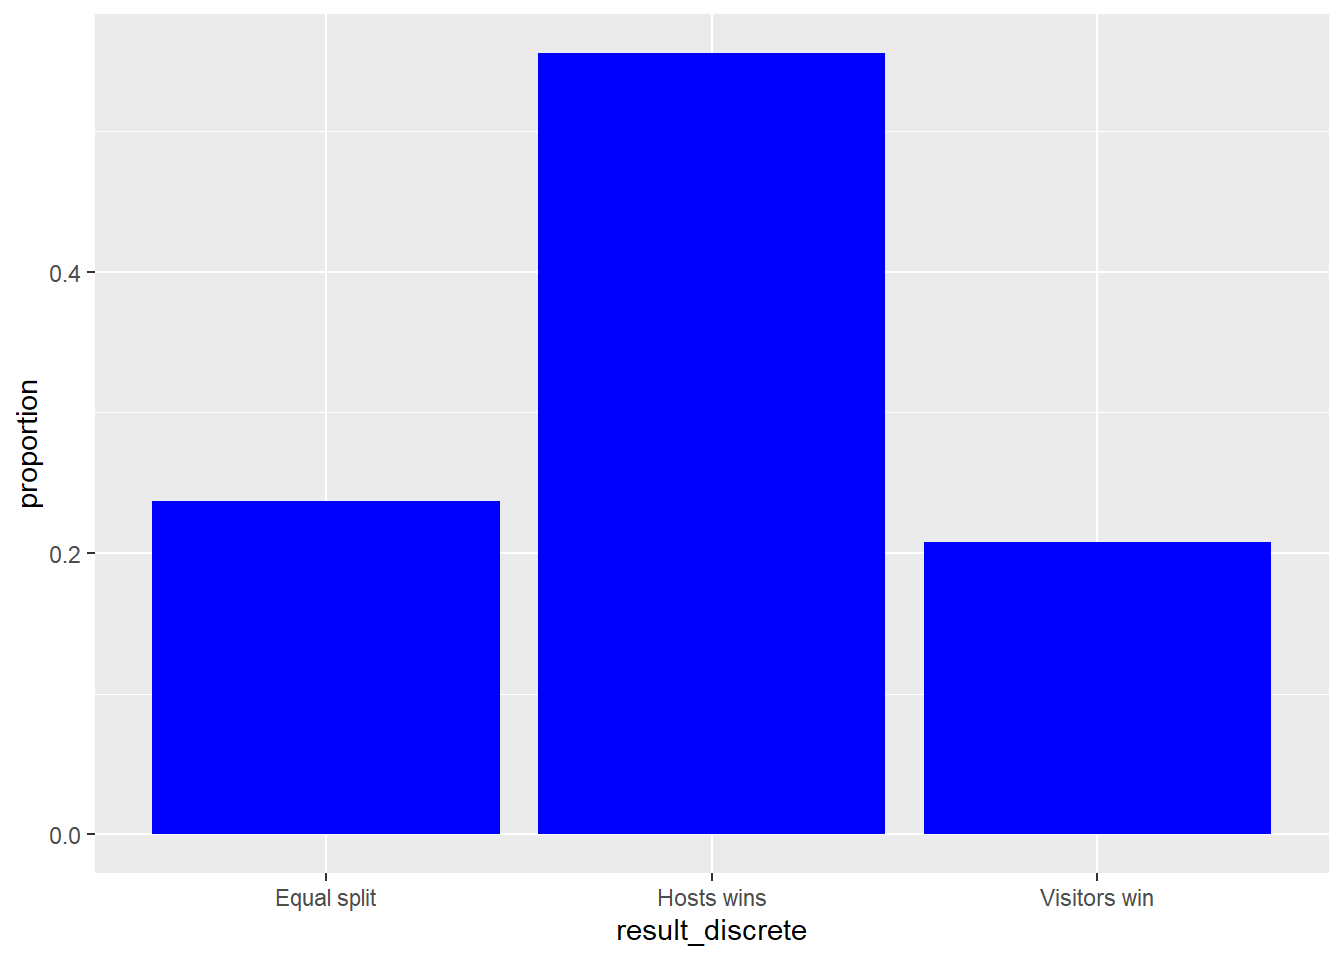 proportion
0.4
0.2
0.0
Equal split
Hosts wins
Visitors win
result_discrete